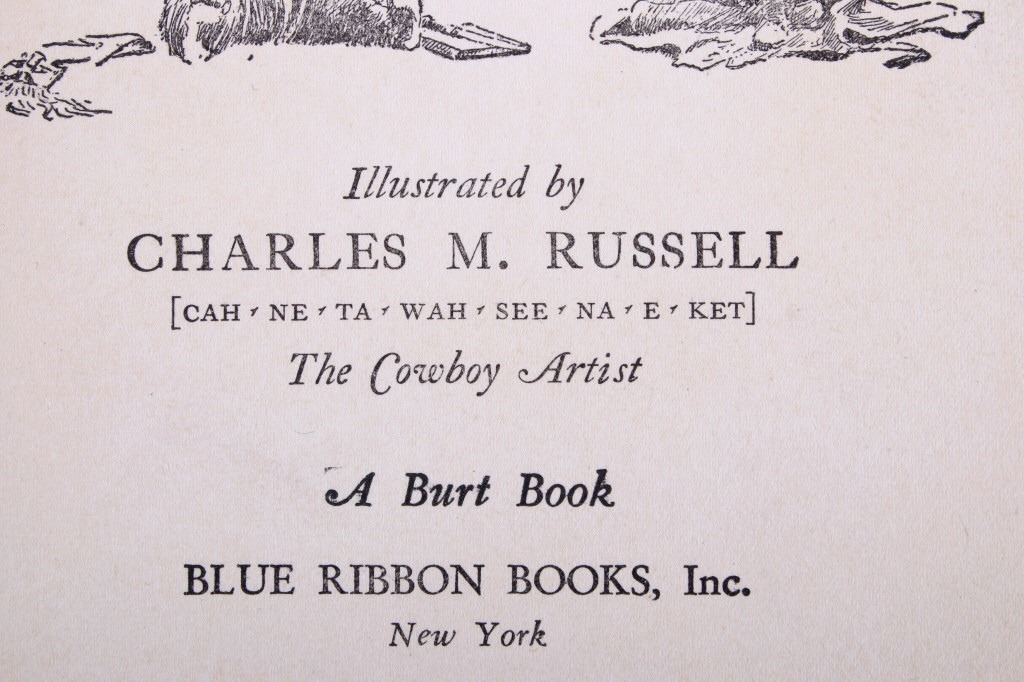 Illustrated by
CHARLES M. RUSSELL
[CAH ʼ NE ʼ TA ʼ WAH ʼ SEE ʼ NA ʼ E ʼ KET]
The Cowboy Artist
A Burt Book
BLUE RIBBON BOOKS, Inc.
New York